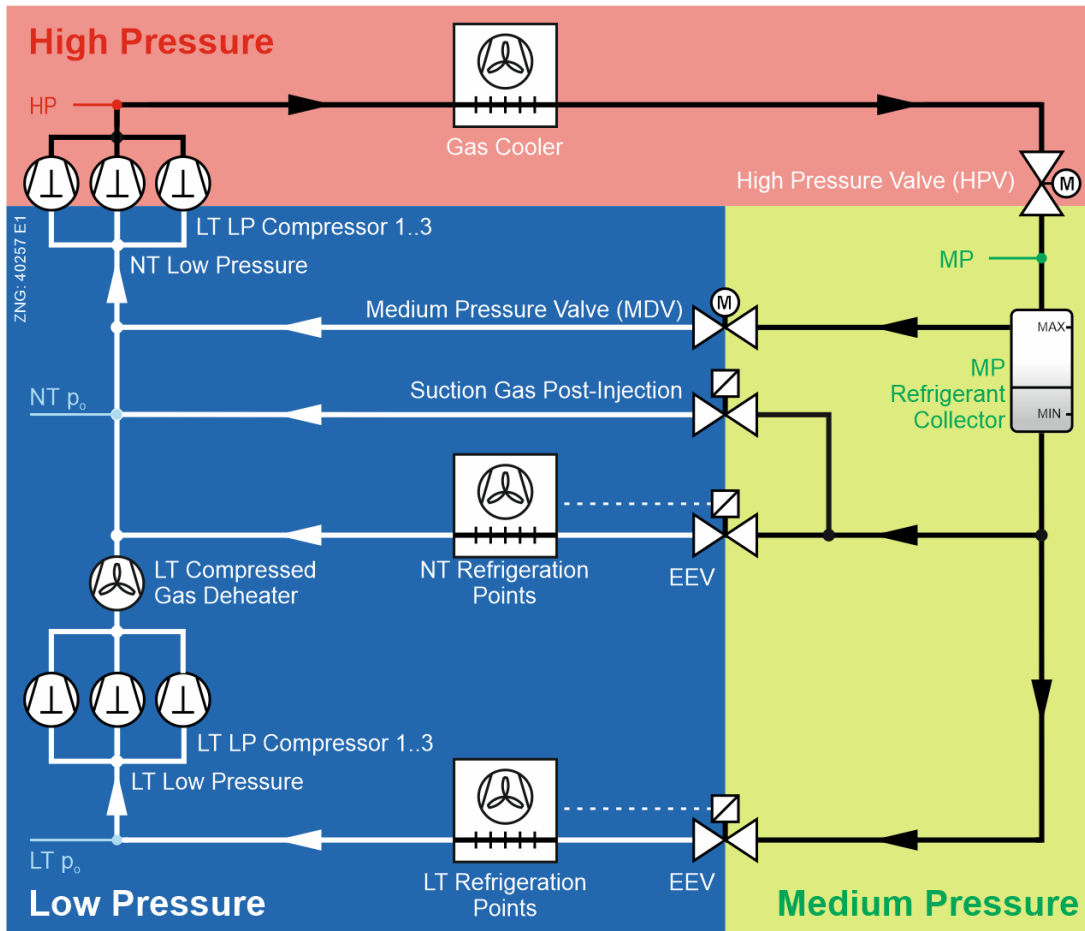 High Pressure
HP
Gas Cooler
High Pressure Valve (HPV)
M
ZNG: 40257 E1
LT LP Compressor 1..3
NT Low Pressure
MP
Medium Pressure Valve (MDV)
M
MAX
MP
Refrigerant
Collector
MIN
NT po
Suction Gas Post-Injection
LT Compressed
Gas Deheater
NT Refrigeration
Points
EEV
LT LP Compressor 1..3
LT Low Pressure
LT po
LT Refrigeration
Points
EEV
Low Pressure
Medium Pressure